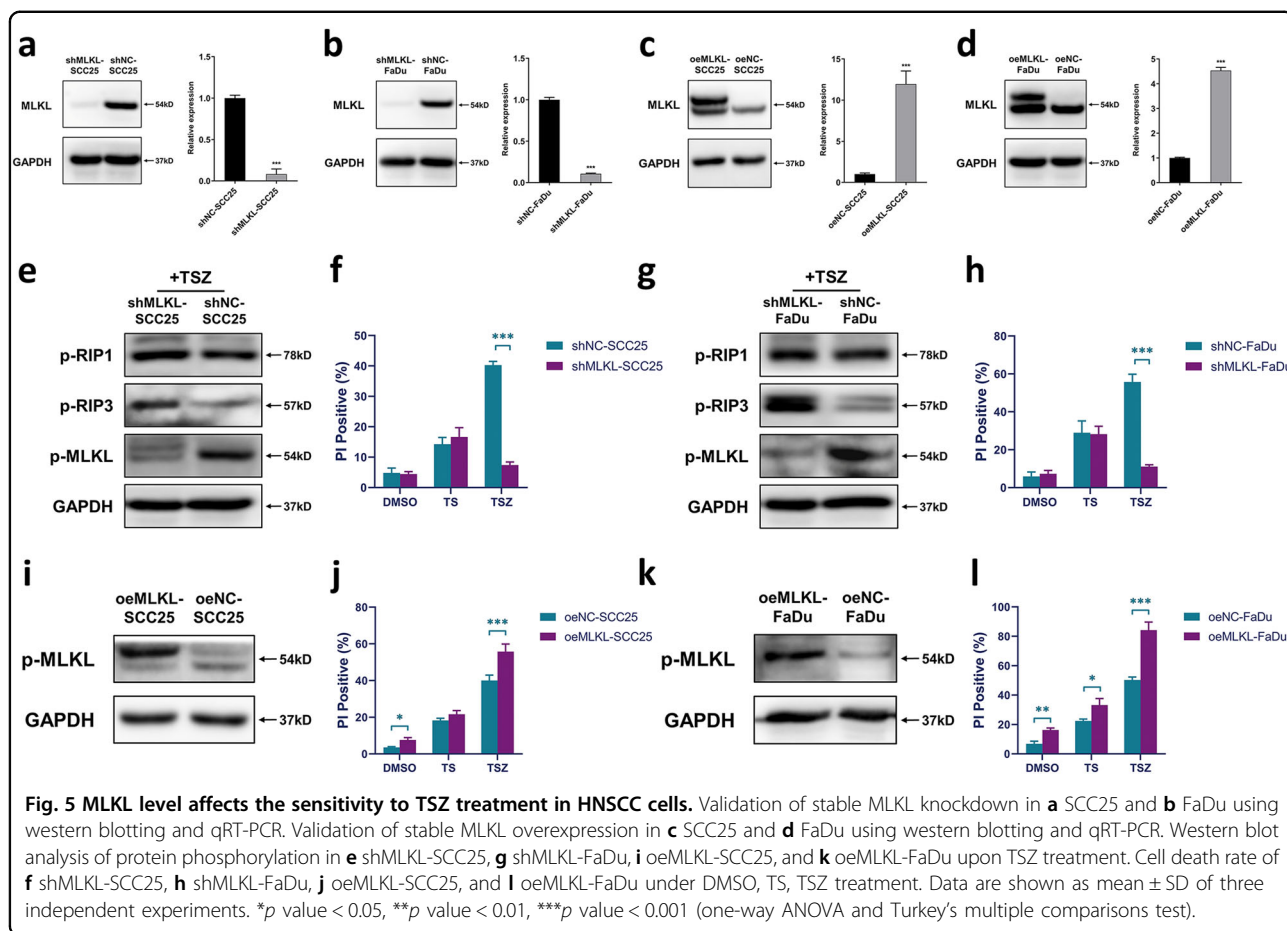 a
shMLKL-SCC25 shNC-SCC25
MLKL
54kD
GAPDH
37kD
Relative expression
1.5
1.0
0.5
0.0
***
shNC-SCC25
shMLKL-SCC25
b
shMLKL-FaDu shNC-FaDu
MLKL
54kD
GAPDH
37kD
Relative expression
1.5
1.0
0.5
0.0
***
shNC-FaDu
shMLKL-FaDu
c
oeMLKL-SCC25 oeNC-SCC25
MLKL
54kD
GAPDH
37kD
Relative expression
15
10
5
0
***
oeNC-SCC25
oeMLKL-SCC25
d
oeMLKL-FaDu oeNC-FaDu
MLKL
54kD
GAPDH
37kD
Relative expression
5
4
3
2
1
0
***
oeNC-FaDu
oeMLKL-FaDu
e
+TSZ
shMLKL-SCC25 shNC-SCC25
p-RIP1
78kD
p-RIP3
57kD
p-MLKL
54kD
GAPDH
37kD
f
PI Positive (%)
50
40
30
20
10
0
***
DMSO TS TSZ
shNC-SCC25
shMLKL-SCC25
g
+TSZ
shMLKL-FaDu shNC-FaDu
p-RIP1
78kD
p-RIP3
57kD
p-MLKL
54kD
GAPDH
37kD
h
PI Positive (%)
80
60
40
20
0
***
DMSO TS TSZ
shNC-FaDu
shMLKL-FaDu
i
oeMLKL-SCC25 oeNC-SCC25
p-MLKL
54kD
GAPDH
37kD
j
PI Positive (%)
80
60
40
20
0
*
***
DMSO TS TSZ
oeNC-SCC25
oeMLKL-SCC25
k
oeMLKL-FaDu oeNC-FaDu
p-MLKL
54kD
GAPDH
37kD
l
PI Positive (%)
100
80
60
40
20
0
**
*
***
DMSO TS TSZ
oeNC-FaDu
oeMLKL-FaDu
Fig. 5 MLKL level affects the sensitivity to TSZ treatment in HNSCC cells. Validation of stable MLKL knockdown in a SCC25 and b FaDu using
western blotting and qRT-PCR. Validation of stable MLKL overexpression in c SCC25 and d FaDu using western blotting and qRT-PCR. Western blot
analysis of protein phosphorylation in e shMLKL-SCC25, g shMLKL-FaDu, i oeMLKL-SCC25, and k oeMLKL-FaDu upon TSZ treatment. Cell death rate of
f shMLKL-SCC25, h shMLKL-FaDu, j oeMLKL-SCC25, and l oeMLKL-FaDu under DMSO, TS, TSZ treatment. Data are shown as mean ± SD of three
independent experiments. *p value < 0.05, **p value < 0.01, ***p value < 0.001 (one-way ANOVA and Turkey's multiple comparisons test).